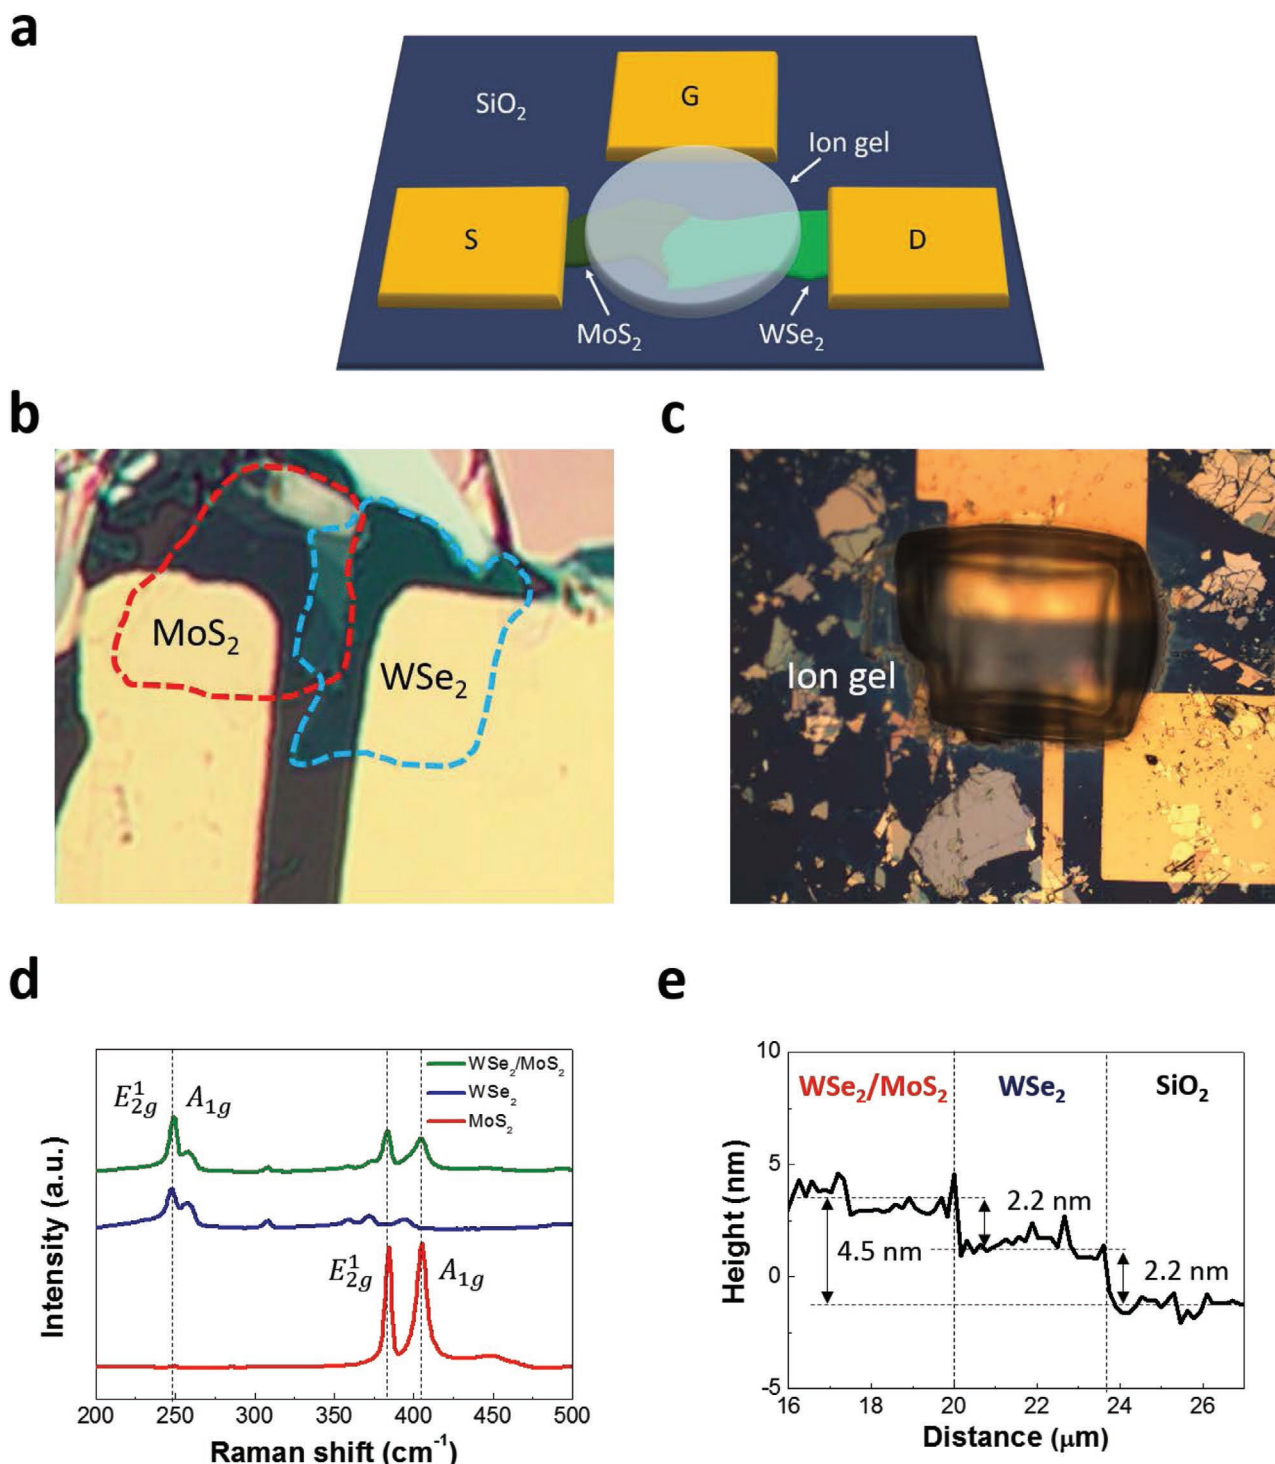 a
SiO₂
G
Ion gel
S
D
MoS₂
WSe₂
b
MoS₂
WSe₂
c
Ion gel
d
Intensity (a.u.)
WSe₂/MoS₂
WSe₂
MoS₂
E¹₂g A₁g
E¹₂g A₁g
200 250 300 350 400 450 500
Raman shift (cm⁻¹)
e
Height (nm)
10
5
0
-5
WSe₂/MoS₂ WSe₂ SiO₂
2.2 nm
4.5 nm
2.2 nm
16 18 20 22 24 26
Distance (μm)